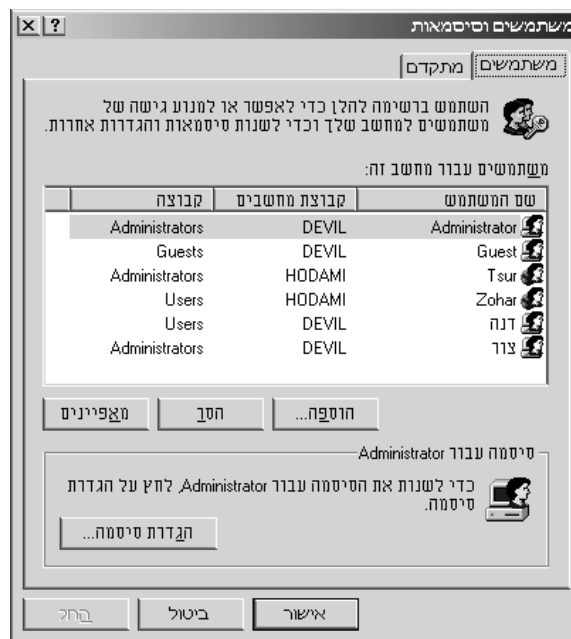 משתמשים וסיסמאות
משתמשים מתקדם
השתמש ברשימה להלן כדי לאפשר או למנוע גישה של
משתמשים למחשב שלך וכדי לשנות סיסמאות והגדרות אחרות.
משתמשים עבור מחשב זה:
שם המשתמש קבוצת מחשבים קבוצה
Administrator DEVIL Administrators
Guest DEVIL Guests
Tsur HODAMI Administrators
Zohar HODAMI Users
דנה DEVIL Users
צור DEVIL Administrators
הוספה... הסר מאפיינים
סיסמה עבור Administrator
כדי לשנות את הסיסמה עבור Administrator, לחץ על הגדרת
סיסמה.
הגדרת סיסמה...
אישור ביטול החל